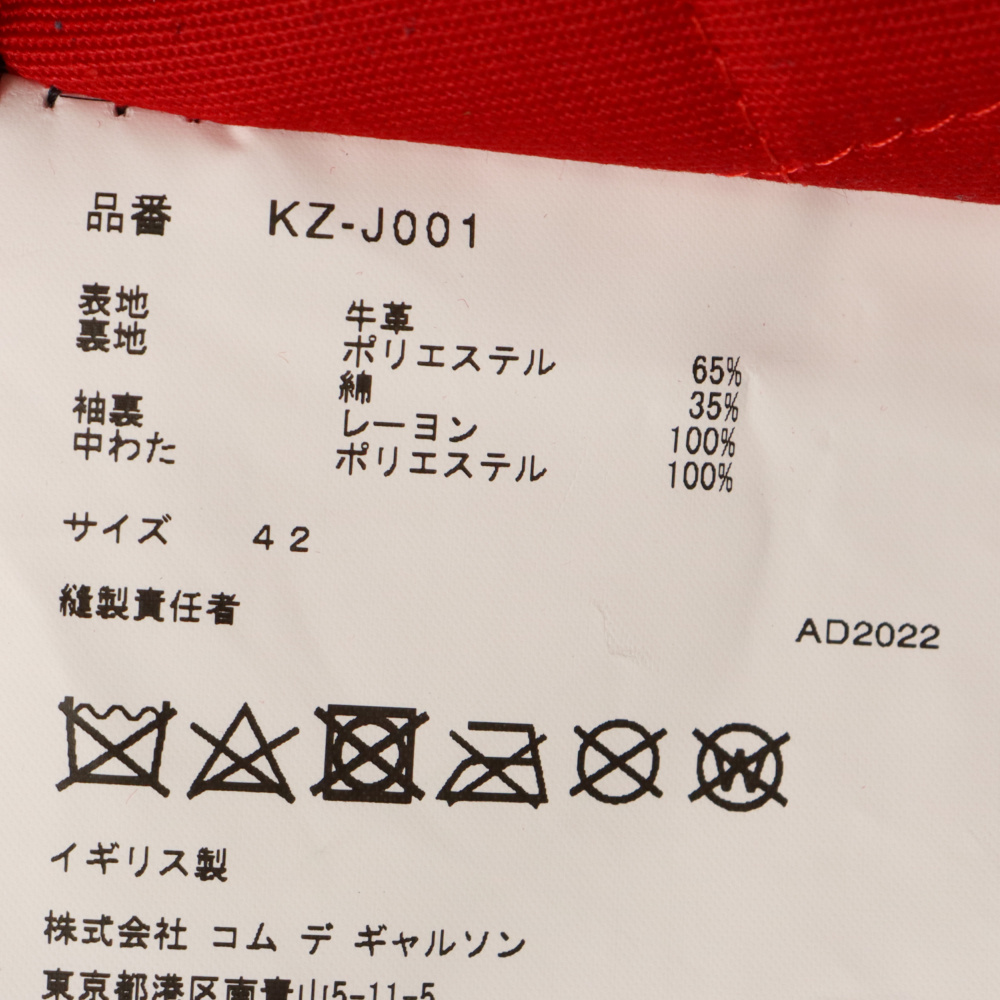 品番 KZ-J001
表地 牛革
裏地 ポリエステル 65%
綿 35%
袖裏 レーヨン 100%
中わた ポリエステル 100%
サイズ 42
縫製責任者 AD2022
イギリス製
株式会社 コム デ ギャルソン
東京都港区南青山5-11-5